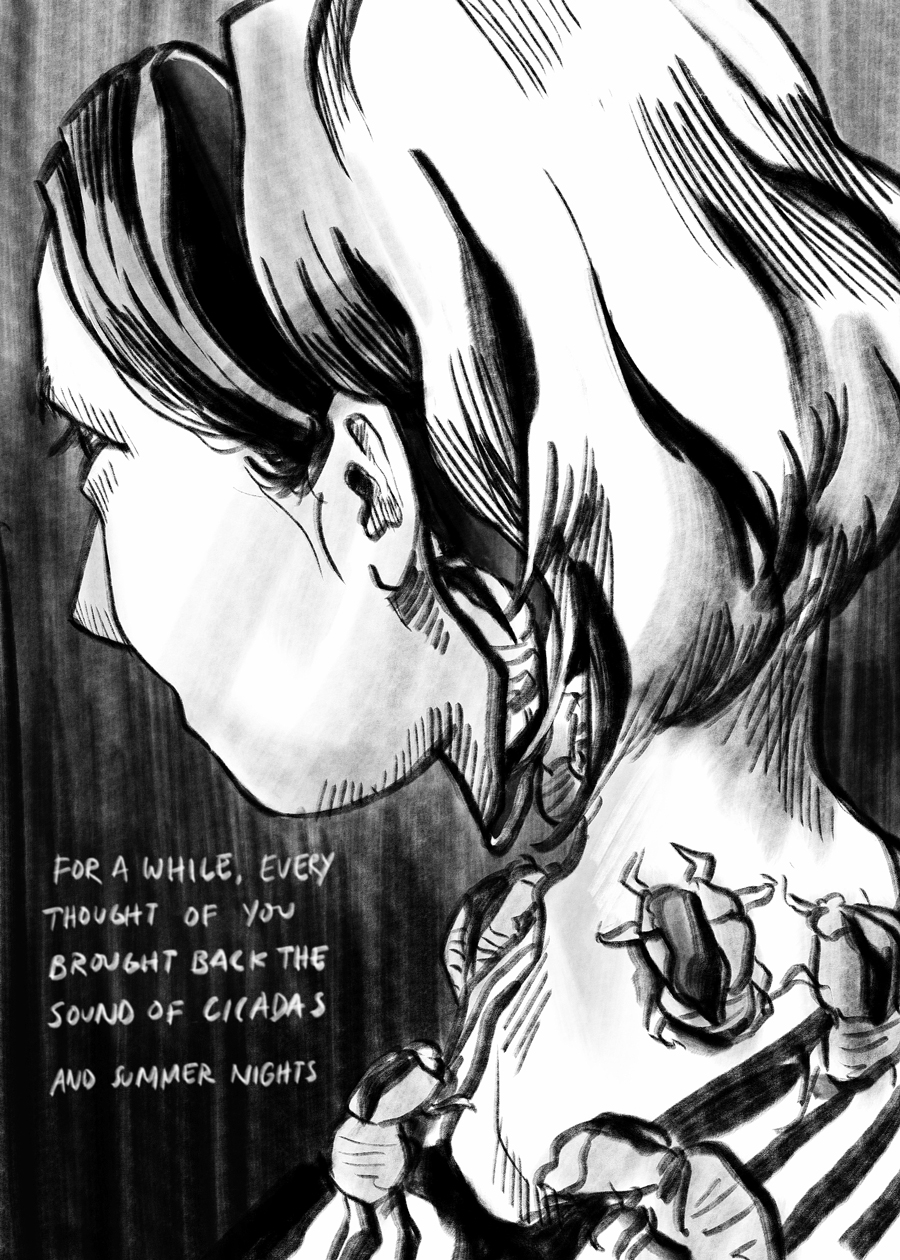 FOR A WHILE, EVERY
THOUGHT OF YOU
BROUGHT BACK THE
SOUND OF CICADAS
AND SUMMER NIGHTS